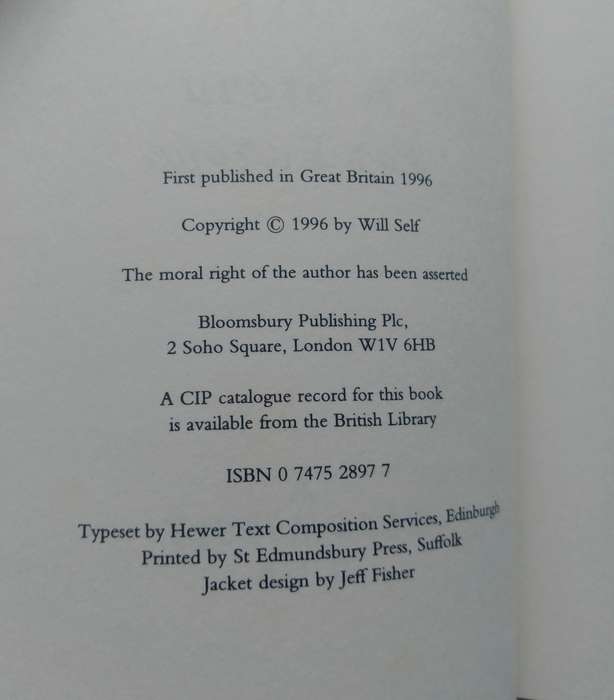 First published in Great Britain 1996
Copyright © 1996 by Will Self
The moral right of the author has been asserted
Bloomsbury Publishing Plc,
2 Soho Square, London W1V 6HB
A CIP catalogue record for this book
is available from the British Library
ISBN 0 7475 2897 7
Typeset by Hewer Text Composition Services, Edinburgh
Printed by St Edmundsbury Press, Suffolk
Jacket design by Jeff Fisher